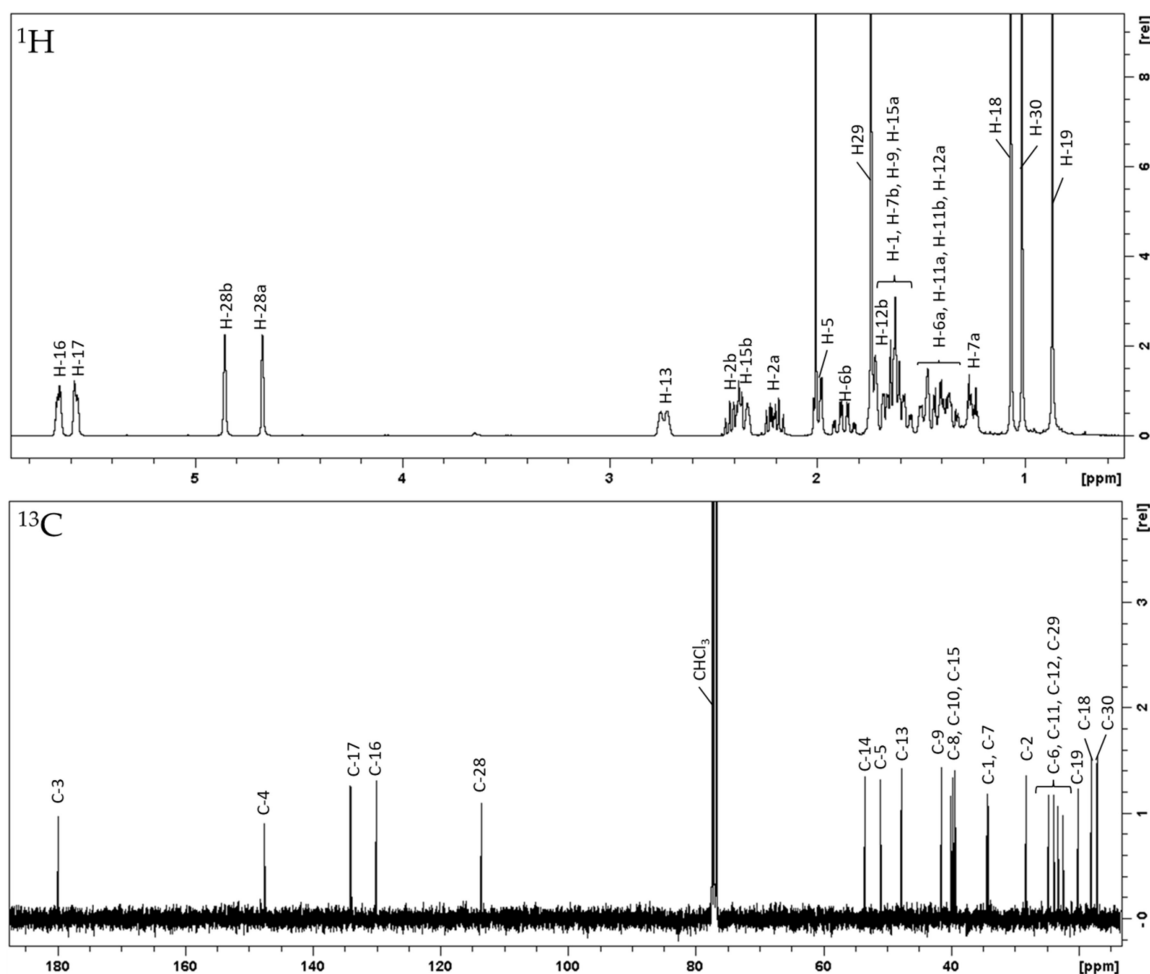 ¹H
[rel]
8
6
4
2
0
H-16
H-17
H-28b
H-28a
H-13
H-2b
H-15b
H-2a
H-5
H-6b
H29
H-12b
H-1, H-7b, H-9, H-15a
H-6a, H-11a, H-11b, H-12a
H-7a
H-18
H-30
H-19
5
4
3
2
1
[ppm]
¹³C
[rel]
3
2
1
-0
C-3
C-4
C-17
C-16
C-28
CHCl₃
C-14
C-5
C-13
C-9
C-8, C-10, C-15
C-1, C-7
C-2
C-6, C-11, C-12, C-29
C-19
C-18
C-30
180
160
140
120
100
80
60
40
20
[ppm]